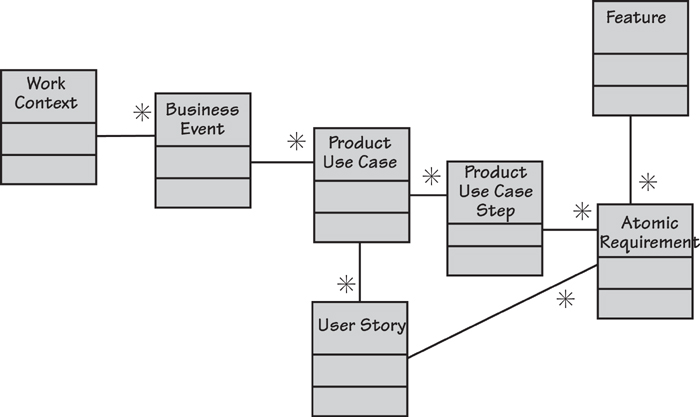 Feature
Work
Context
*
Business
Event
*
Product
Use Case
*
Product
Use Case
Step
*
*
Atomic
Requirement
*
User Story
*